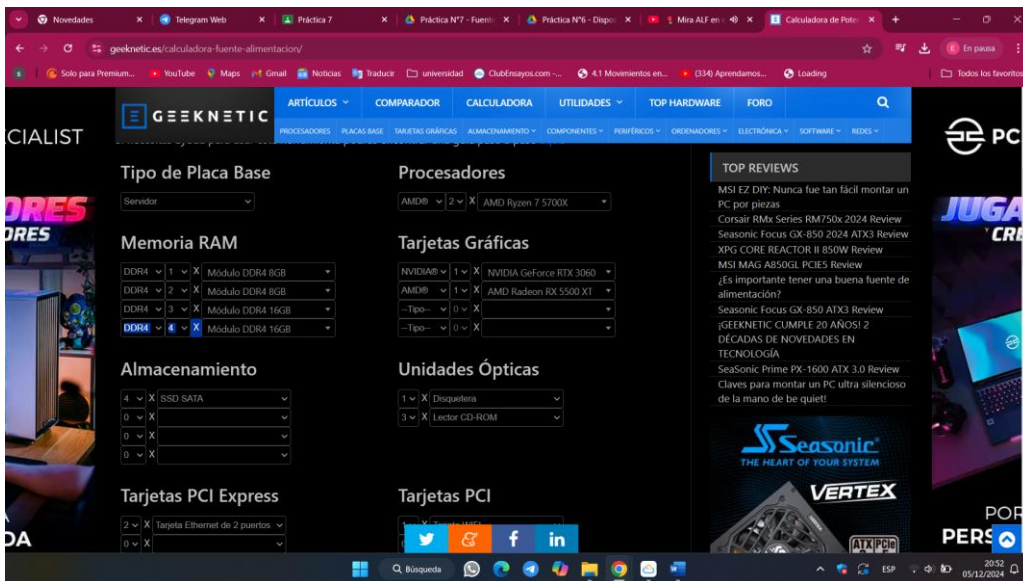 Novedades
Telegram Web
Práctica 7
Práctica N°7 - Fuent
Práctica N°6 - Dispo
Mira ALF en
Calculadora de Pote
geeknetic.es/calculadora-fuente-alimentacion/
En pausa
Solo para Premium...
YouTube
Maps
Gmail
Noticias
Traducir
universidad
ClubEnsayos.com -...
4.1 Movimientos en...
(334) Aprendamos...
Loading
Todos los favoritos
GEEKNETIC
ARTÍCULOS
COMPARADOR
CALCULADORA
UTILIDADES
TOP HARDWARE
FORO
PROCESADORES
PLACAS BASE
TARJETAS GRÁFICAS
ALMACENAMIENTO
COMPONENTES
PERIFÉRICOS
ORDENADORES
ELECTRÓNICA
SOFTWARE
REDES
CIALIST
DRES
DRES
DA
Tipo de Placa Base
Servidor
Procesadores
AMD® 2 X AMD Ryzen 7 5700X
Memoria RAM
DDR4 1 X Módulo DDR4 8GB
DDR4 2 X Módulo DDR4 8GB
DDR4 3 X Módulo DDR4 16GB
DDR4 4 X Módulo DDR4 16GB
Tarjetas Gráficas
NVIDIA® 1 X NVIDIA GeForce RTX 3060
AMD® 1 X AMD Radeon RX 5500 XT
--Tipo-- 0 X
--Tipo-- 0 X
Almacenamiento
4 X SSD SATA
0 X
0 X
0 X
Unidades Ópticas
1 X Disquetera
3 X Lector CD-ROM
Tarjetas PCI Express
2 X Tarjeta Ethernet de 2 puertos
0 X
Tarjetas PCI
TOP REVIEWS
MSI EZ DIY: Nunca fue tan fácil montar un
PC por piezas
Corsair RMx Series RM750x 2024 Review
Seasonic Focus GX-850 2024 ATX3 Review
XPG CORE REACTOR II 850W Review
MSI MAG A850GL PCIE5 Review
¿Es importante tener una buena fuente de
alimentación?
Seasonic Focus GX-850 ATX3 Review
¡GEEKNETIC CUMPLE 20 AÑOS! 2
DÉCADAS DE NOVEDADES EN
TECNOLOGÍA
SeaSonic Prime PX-1600 ATX 3.0 Review
Claves para montar un PC ultra silencioso
de la mano de be quiet!
Seasonic
THE HEART OF YOUR SYSTEM
VERTEX
ATX PCIe
PC
JUGA
CRE
POR
PERS
Búsqueda
ESP
20:52
05/12/2024